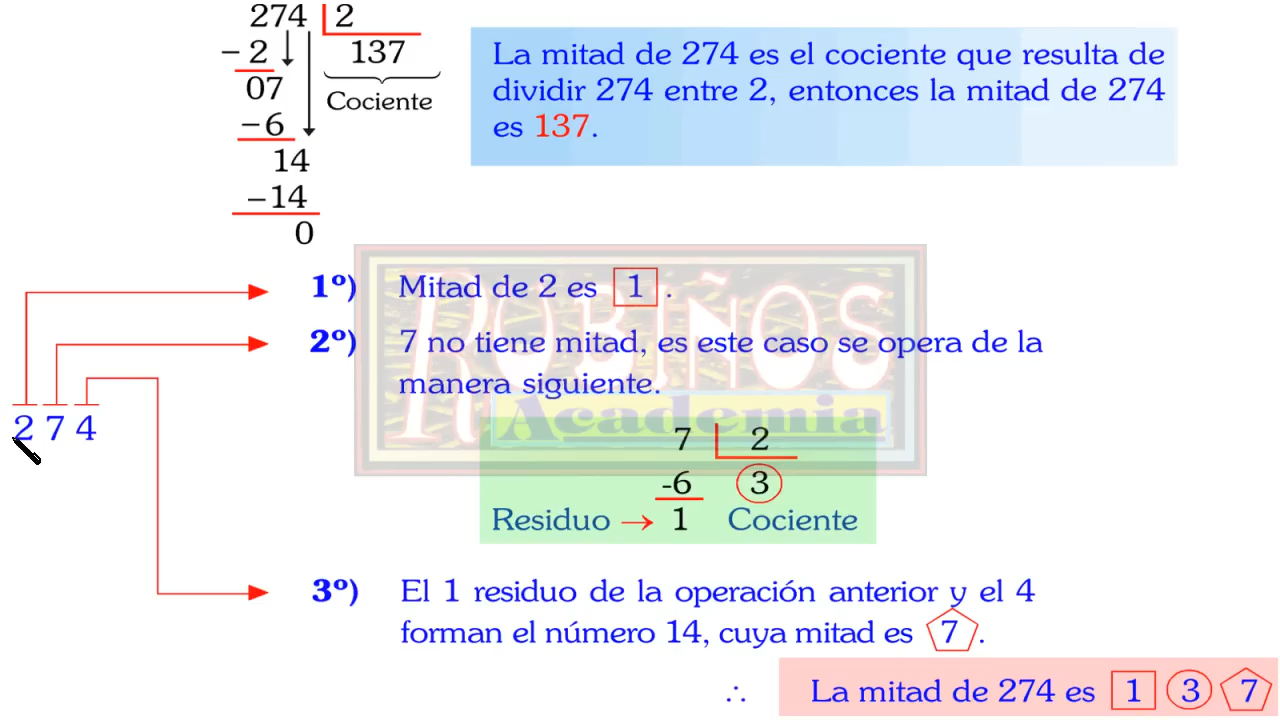 274 2
– 2 137
07 Cociente
– 6
14
–14
0
La mitad de 274 es el cociente que resulta de
dividir 274 entre 2, entonces la mitad de 274
es 137.
1º) Mitad de 2 es 1 .
2º) 7 no tiene mitad, es este caso se opera de la
manera siguiente.
ROBIÑOS
Academia
2 7 4
7 2
-6 3
Residuo → 1 Cociente
3º) El 1 residuo de la operación anterior y el 4
forman el número 14, cuya mitad es 7 .
∴ La mitad de 274 es 1 3 7